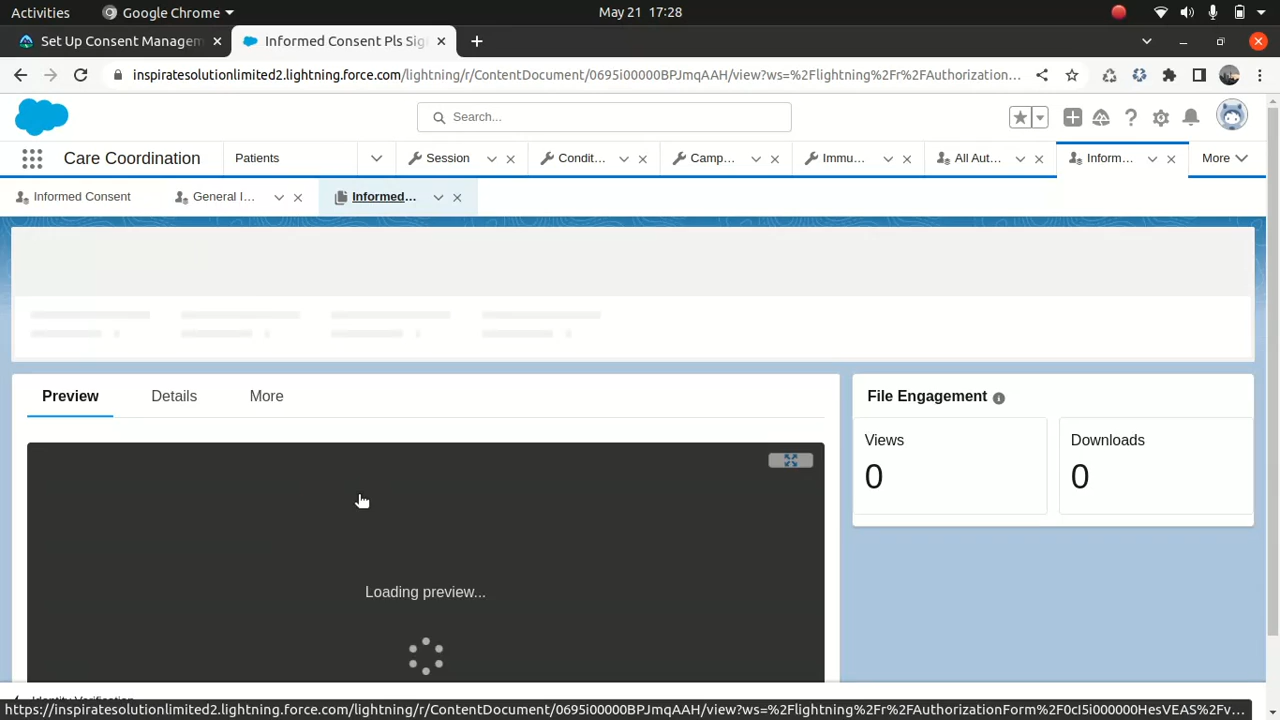 Activities Google Chrome May 21 17:28
Set Up Consent Managem Informed Consent Pls Sig
inspiratesolutionlimited2.lightning.force.com/lightning/r/ContentDocument/0695i00000BPJmqAAH/view?ws=%2Flightning%2Fr%2FAuthorization...
Search...
Care Coordination Patients Session Condit... Camp... Immu... All Aut... Inform... More
Informed Consent General I... Informed...
Preview Details More File Engagement
Views Downloads
0 0
Loading preview...
Identity Verification
https://inspiratesolutionlimited2.lightning.force.com/lightning/r/ContentDocument/0695i00000BPJmqAAH/view?ws=%2Flightning%2Fr%2FAuthorizationForm%2F0cI5i000000HesVEAS%2Fv...